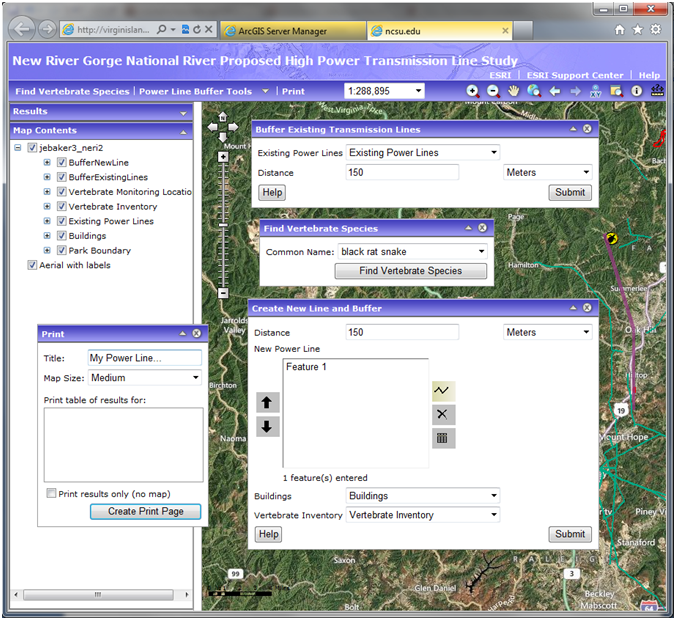 http://virginislan...
ArcGIS Server Manager
ncsu.edu
New River Gorge National River Proposed High Power Transmission Line Study
ESRI | ESRI Support Center | Help
Find Vertebrate Species | Power Line Buffer Tools | Print
1:288,895
Results
Map Contents
jebaker3_neri2
BufferNewLine
BufferExistingLines
Vertebrate Monitoring Locatio
Vertebrate Inventory
Existing Power Lines
Buildings
Park Boundary
Aerial with labels
Buffer Existing Transmission Lines
Existing Power Lines Existing Power Lines
Distance 150 Meters
Help Submit
Find Vertebrate Species
Common Name: black rat snake
Find Vertebrate Species
Create New Line and Buffer
Distance 150 Meters
New Power Line
Feature 1
1 feature(s) entered
Buildings Buildings
Vertebrate Inventory Vertebrate Inventory
Help Submit
Print
Title: My Power Line...
Map Size: Medium
Print table of results for:
Print results only (no map)
Create Print Page
West Virginia Tpke
Mount H
Page
Hamilton
Summerlee
Oak Hil
Hilltop
19
Mount Hope
Jarrolds
Valley
Birchton
Naoma
Piney Vi
Stanaford
Saxon
99
Glen Daniel
3
Bolt
Beckley
Mabscott
64